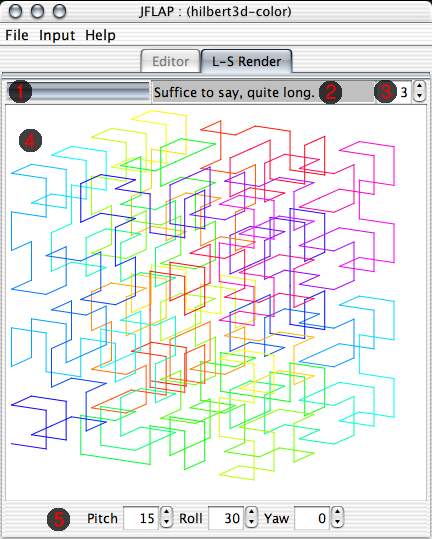 JFLAP : (hilbert3d-color)
File Input Help
Editor L-S Render
1 Suffice to say, quite long. 2 3 3
4
5 Pitch 15 Roll 30 Yaw 0